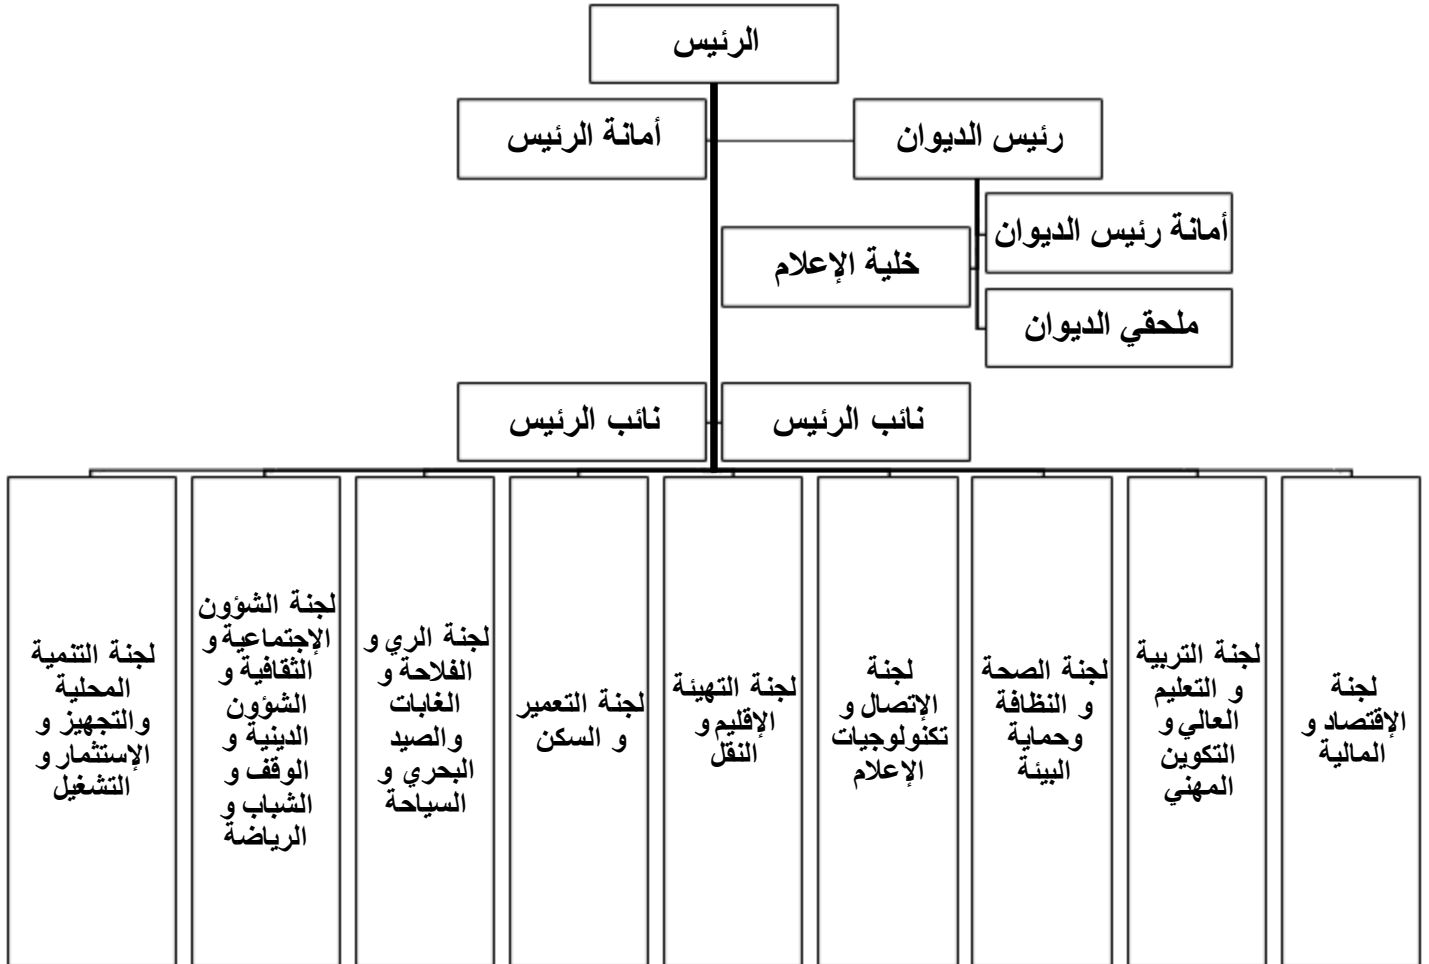 الرئيس
رئيس الديوان
أمانة الرئيس
أمانة رئيس الديوان
خلية الإعلام
ملحقي الديوان
نائب الرئيس
نائب الرئيس
لجنة
الإقتصاد و
المالية
لجنة التربية
و التعليم
العالي و
التكوين
المهني
لجنة الصحة
و النظافة
وحماية
البيئة
لجنة
الإتصال و
تكنولوجيات
الإعلام
لجنة التهيئة
الإقليم و
النقل
لجنة التعمير
و السكن
لجنة الري و
الفلاحة و
الغابات
والصيد
البحري و
السياحة
لجنة الشؤون
الإجتماعية و
الثقافية و
الشؤون
الدينية و
الوقف و
الشباب و
الرياضة
لجنة التنمية
المحلية
والتجهيز و
الإستثمار و
التشغيل